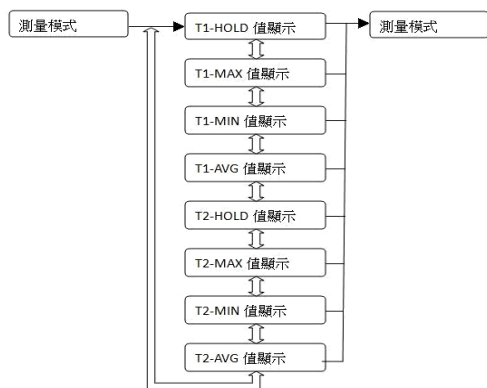 測量模式
T1-HOLD 值顯示
測量模式
T1-MAX 值顯示
T1-MIN 值顯示
T1-AVG 值顯示
T2-HOLD 值顯示
T2-MAX 值顯示
T2-MIN 值顯示
T2-AVG 值顯示